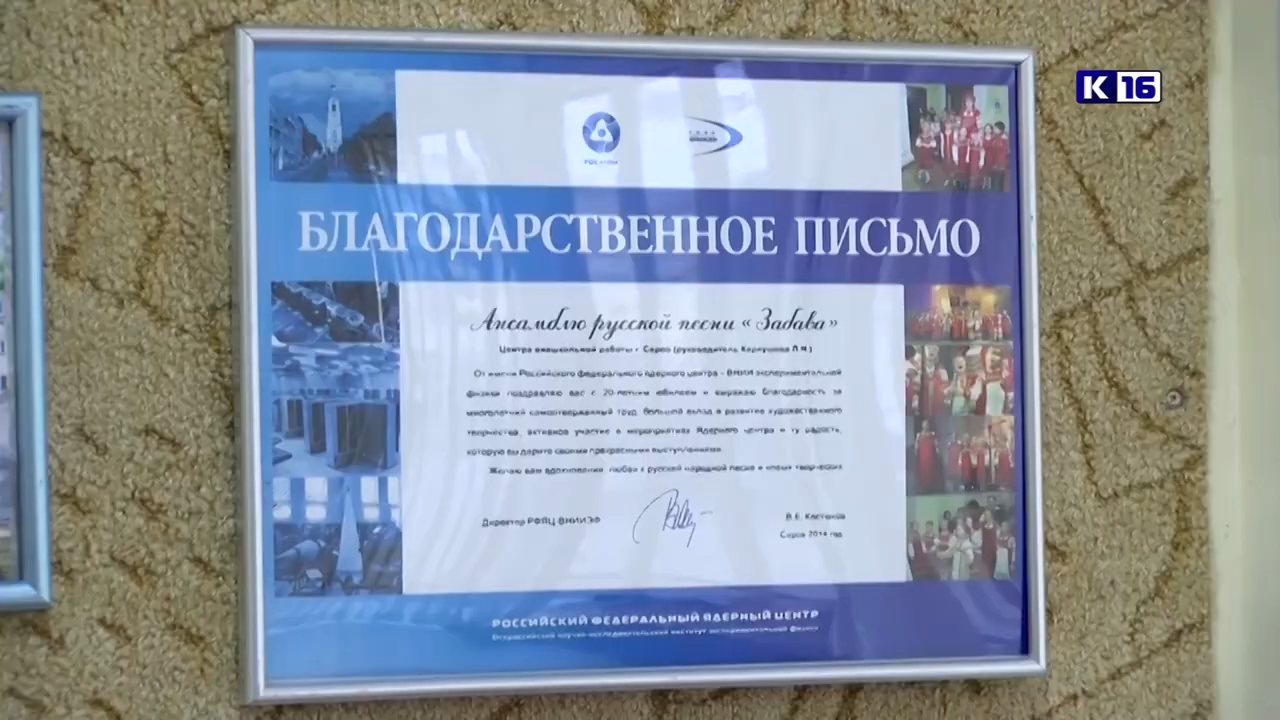 K 16
РОСАТОМ
БЛАГОДАРСТВЕННОЕ ПИСЬМО
Ансамблю русской песни «Забава»
Центра внешкольной работы г. Саров (руководитель Карпунова Л.Н.)
От имени Российского федерального ядерного центра - ВНИИ экспериментальной
физики поздравляю вас с 20-летним юбилеем и выражаю благодарность за
многолетний самоотверженный труд, большой вклад в развитие художественного
творчества, активное участие в мероприятиях Ядерного центра и ту радость,
которую вы дарите своими прекрасными выступлениями.
Желаю вам вдохновения, любви к русской народной песне и новых творческих
Директор РФЯЦ-ВНИИЭФ
В.Е. Костюков
Саров 2014 год
РОССИЙСКИЙ ФЕДЕРАЛЬНЫЙ ЯДЕРНЫЙ ЦЕНТР
Всероссийский научно-исследовательский институт экспериментальной физики